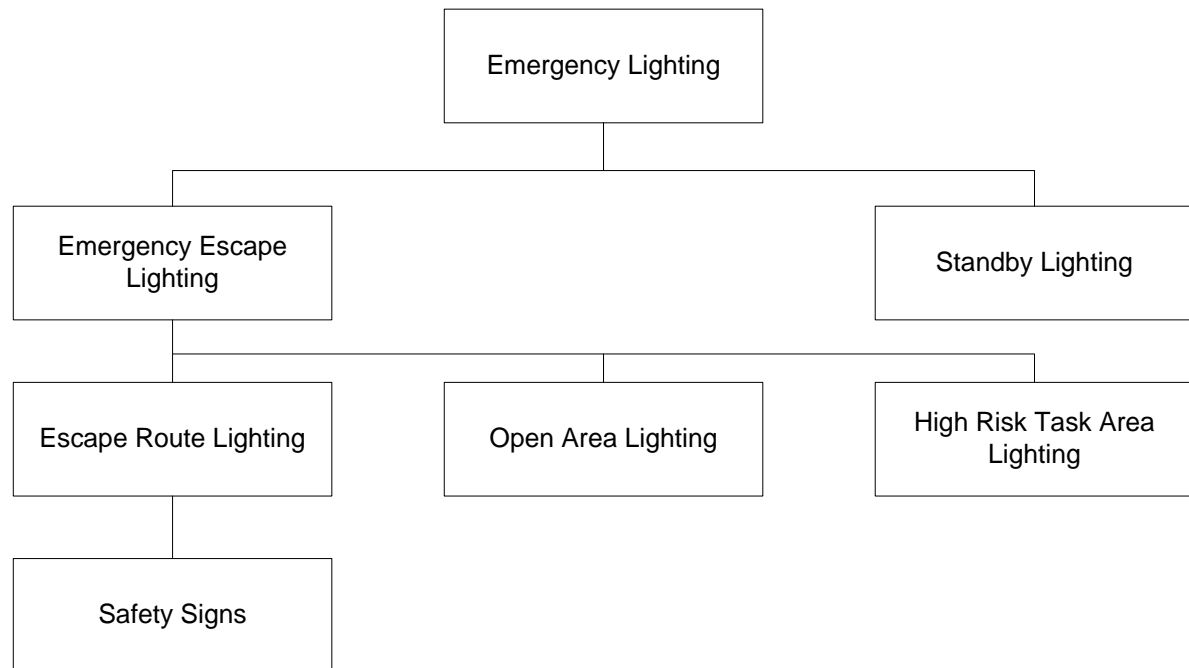 Emergency Lighting
Emergency Escape
Lighting
Standby Lighting
Escape Route Lighting
Open Area Lighting
High Risk Task Area
Lighting
Safety Signs